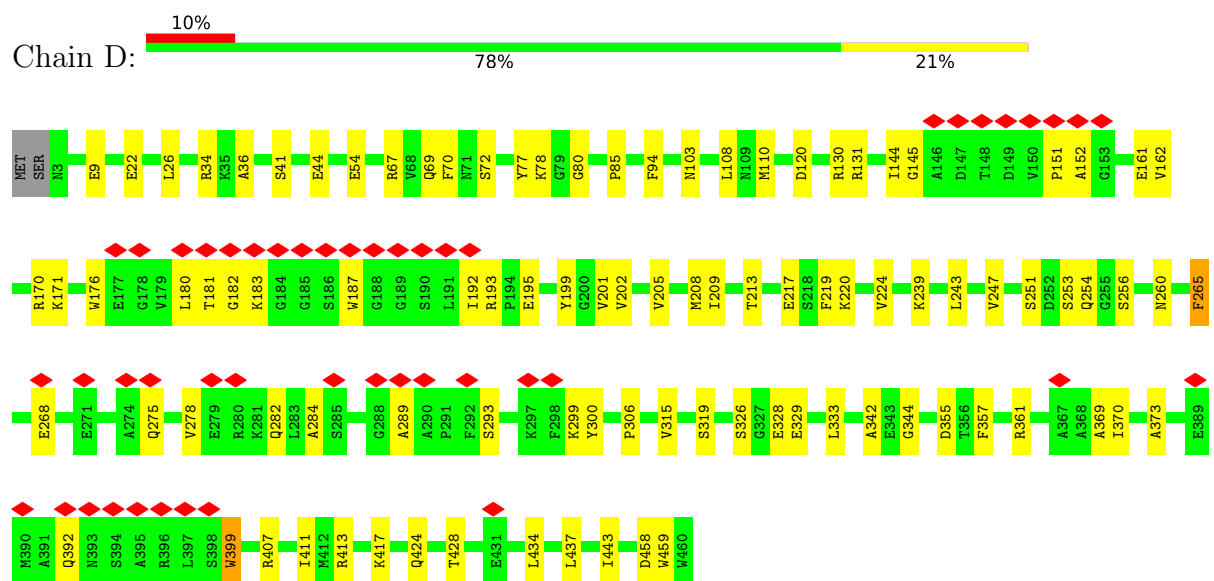 10%
Chain D:
78% 21%
MET SER N3 E9 E22 L26 R34 K35 A36 S41 E44 E54 R67 V68 Q69 F70 N71 S72 Y77 K78 G79 G80 P85 F94 N103 L108 N109 M110 D120 R130 R131 I144 G145 A146 D147 T148 D149 V150 P151 A152 G153 E161 V162
R170 K171 W176 E177 G178 V179 L180 T181 G182 K183 G184 G185 S186 W187 G188 G189 S190 L191 I192 R193 P194 E195 Y199 G200 V201 V202 V205 M208 I209 T213 E217 S218 F219 K220 V224 K239 L243 V247 S251 D252 S253 Q254 G255 S256 N260 F265
E268 E271 A274 Q275 V278 E279 R280 K281 Q282 L283 A284 S285 G288 A289 A290 P291 F292 S293 K297 F298 K299 Y300 P306 V315 S319 S326 G327 E328 E329 L333 A342 E343 G344 D355 T356 F357 R361 A367 A368 A369 I370 A373 E389
M390 A391 Q392 N393 S394 A395 R396 L397 S398 W399 R407 I411 M412 R413 K417 Q424 T428 E431 L434 L437 I443 D458 W459 W460